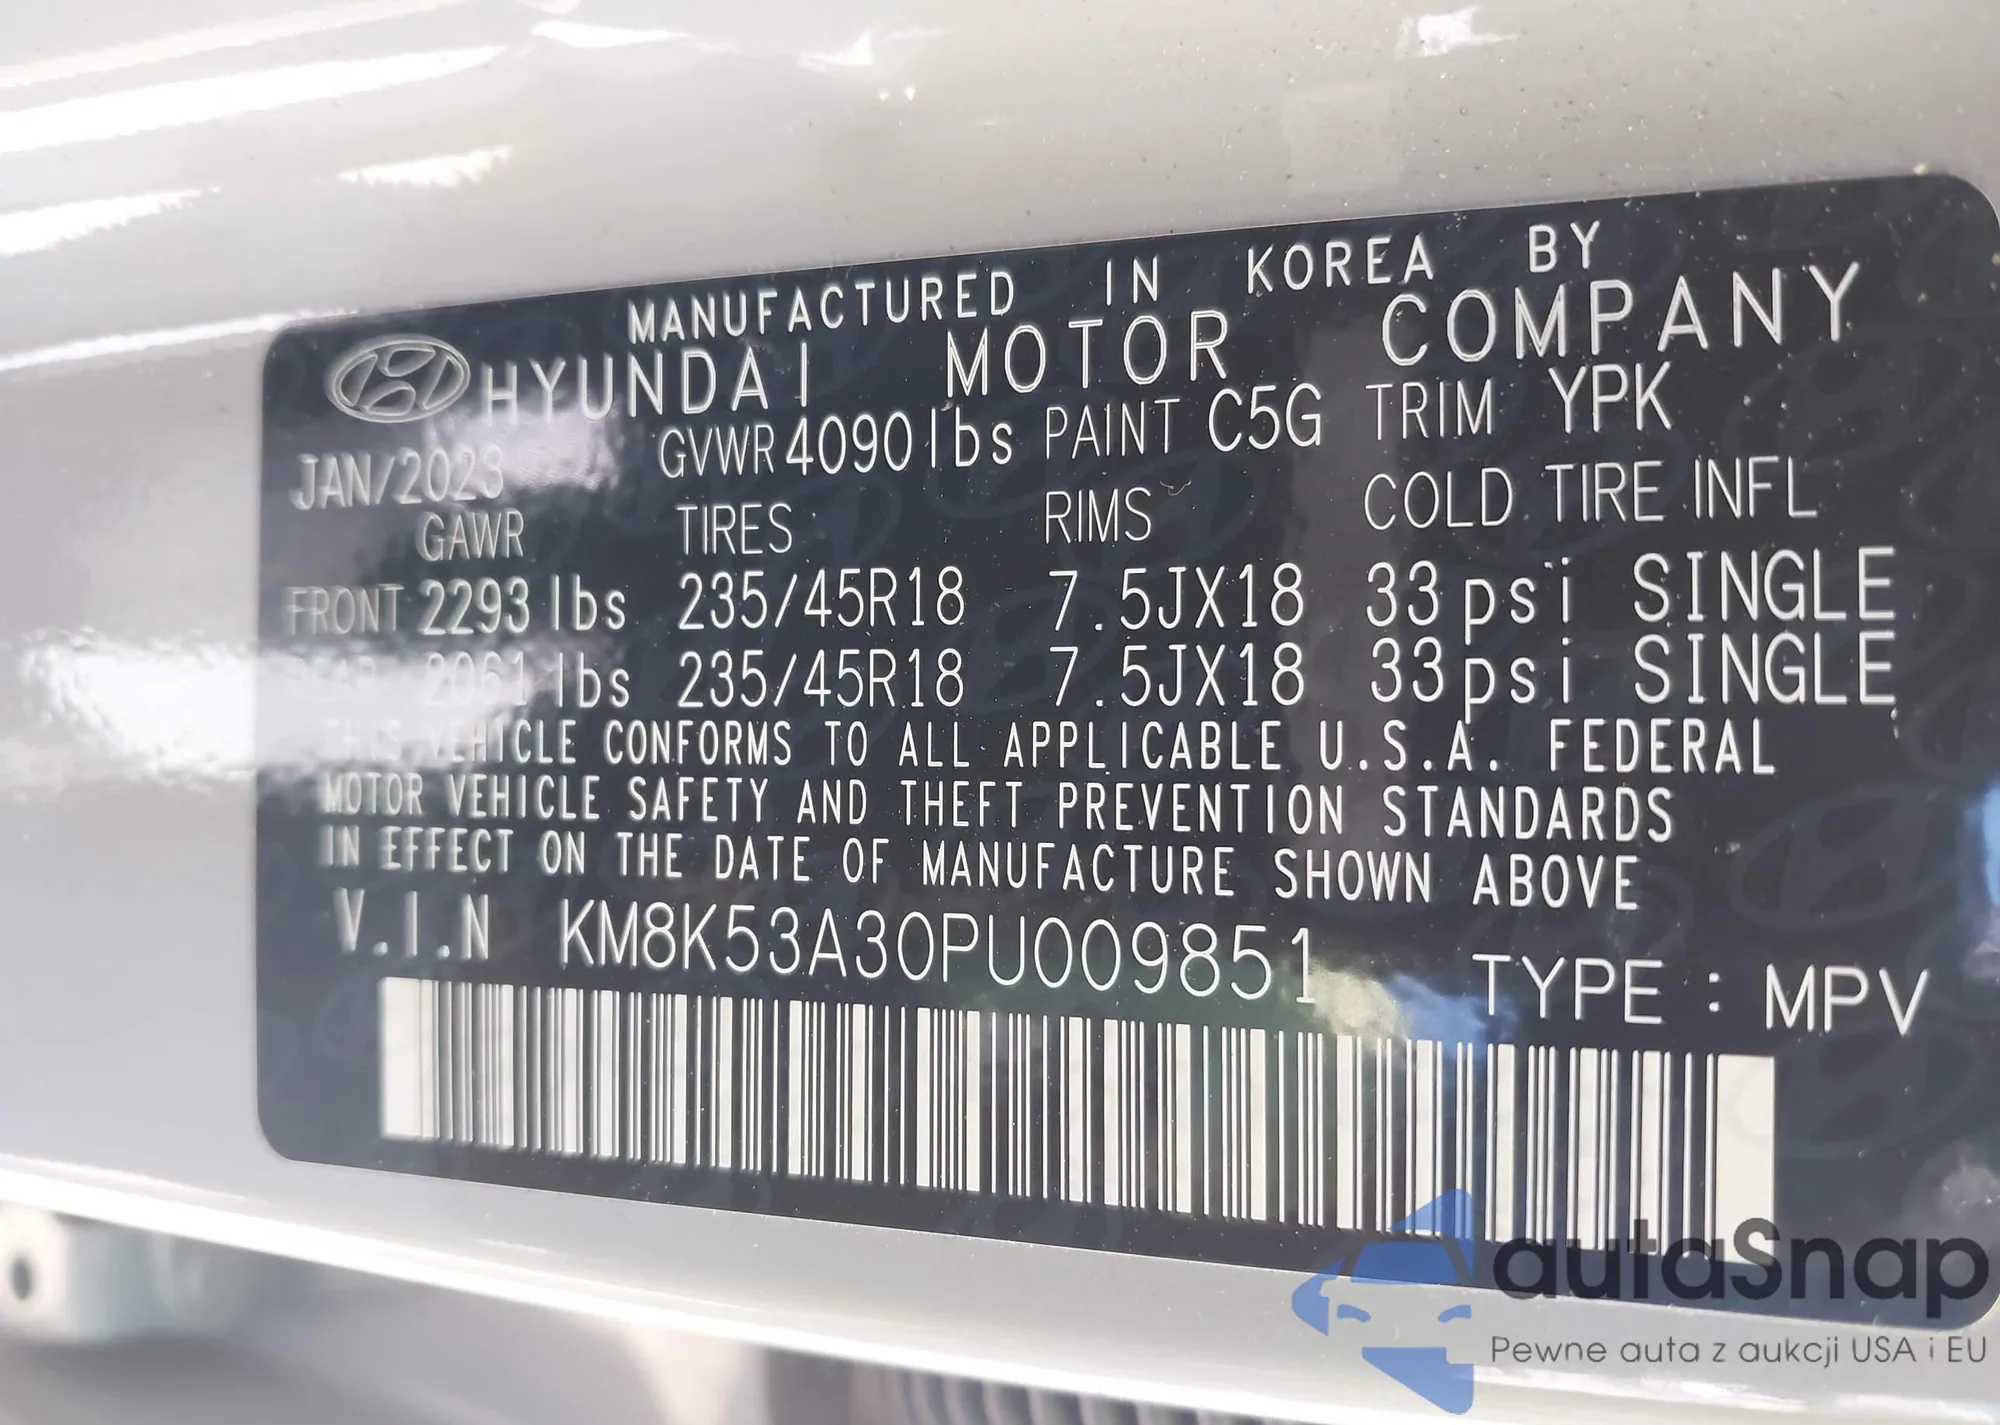 MANUFACTURED IN KOREA BY
HYUNDAI MOTOR COMPANY
JAN/2023 GVWR 4090 lbs PAINT C5G TRIM YPK
GAWR TIRES RIMS COLD TIRE INFL
FRONT 2293 lbs 235/45R18 7.5JX18 33 psi SINGLE
REAR 2061 lbs 235/45R18 7.5JX18 33 psi SINGLE
THIS VEHICLE CONFORMS TO ALL APPLICABLE U.S.A. FEDERAL
MOTOR VEHICLE SAFETY AND THEFT PREVENTION STANDARDS
IN EFFECT ON THE DATE OF MANUFACTURE SHOWN ABOVE
V.I.N KM8K53A30PU009851
TYPE : MPV
autaSnap
Pewne auta z aukcji USA i EU